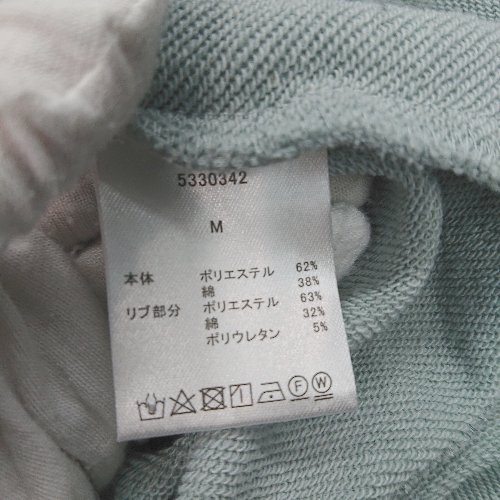 5330342
M
本体 ポリエステル 62%
綿 38%
リブ部分 ポリエステル 63%
綿 32%
ポリウレタン 5%
F W